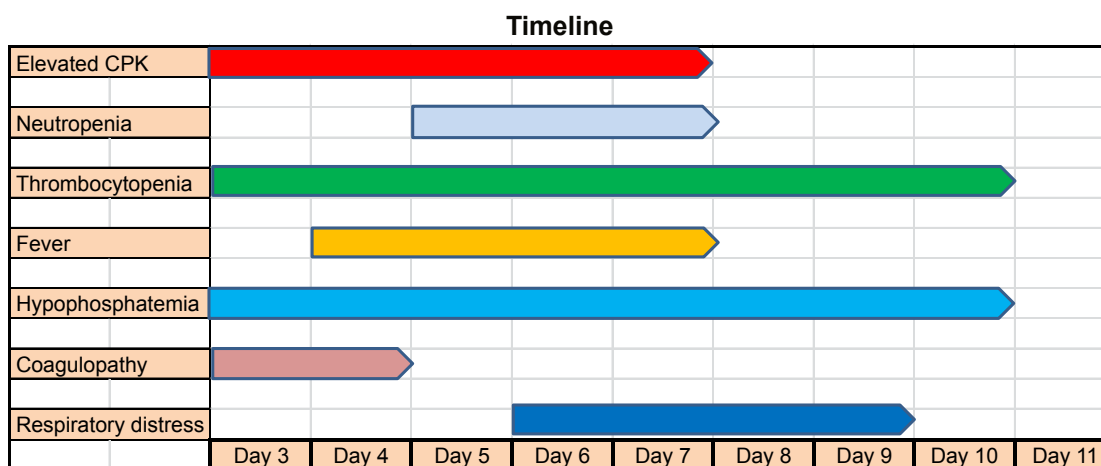 Timeline
Elevated CPK
Neutropenia
Thrombocytopenia
Fever
Hypophosphatemia
Coagulopathy
Respiratory distress
Day 3 Day 4 Day 5 Day 6 Day 7 Day 8 Day 9 Day 10 Day 11